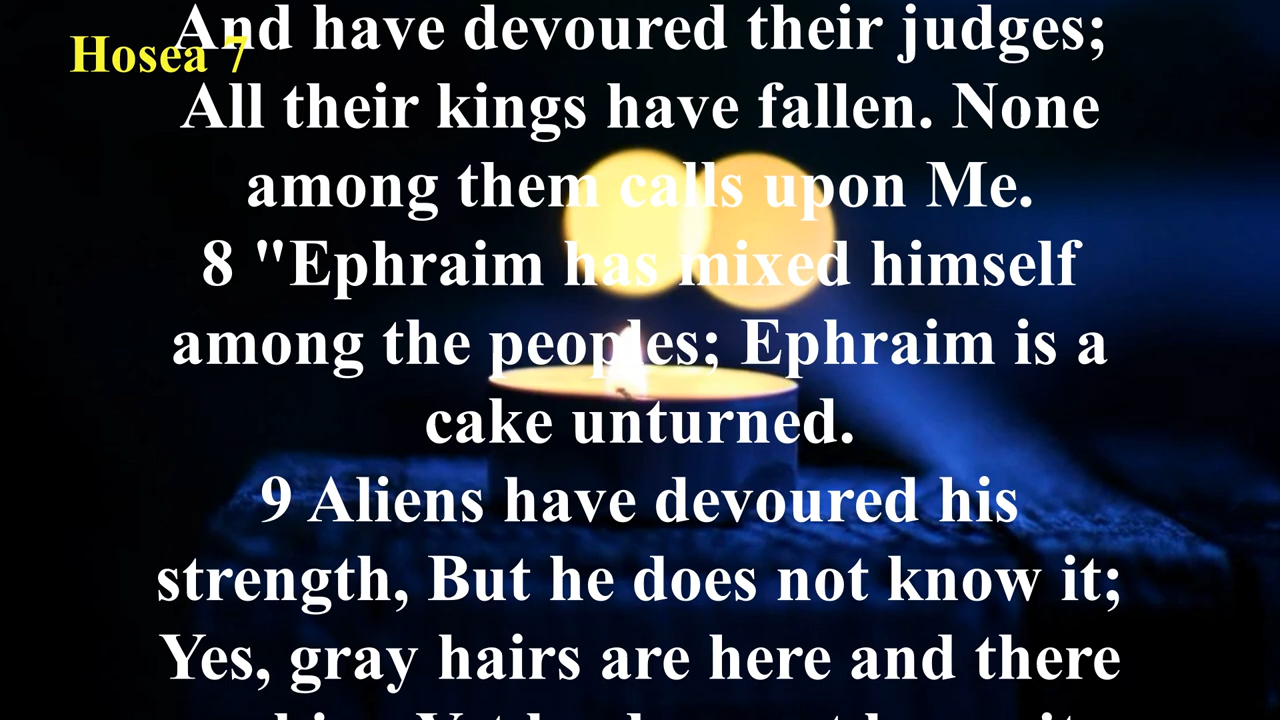 Hosea 7
And have devoured their judges;
All their kings have fallen. None
among them calls upon Me.
8 "Ephraim has mixed himself
among the peoples; Ephraim is a
cake unturned.
9 Aliens have devoured his
strength, But he does not know it;
Yes, gray hairs are here and there